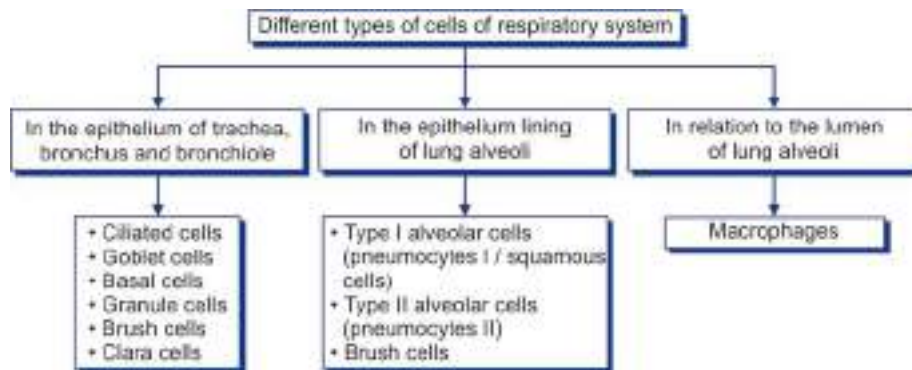 Different types of cells of respiratory system
In the epithelium of trachea,
bronchus and bronchiole
In the epithelium lining
of lung alveoli
In relation to the lumen
of lung alveoli
• Ciliated cells
• Goblet cells
• Basal cells
• Granule cells
• Brush cells
• Clara cells
• Type I alveolar cells
(pneumocytes I / squamous
cells)
• Type II alveolar cells
(pneumocytes II)
• Brush cells
Macrophages